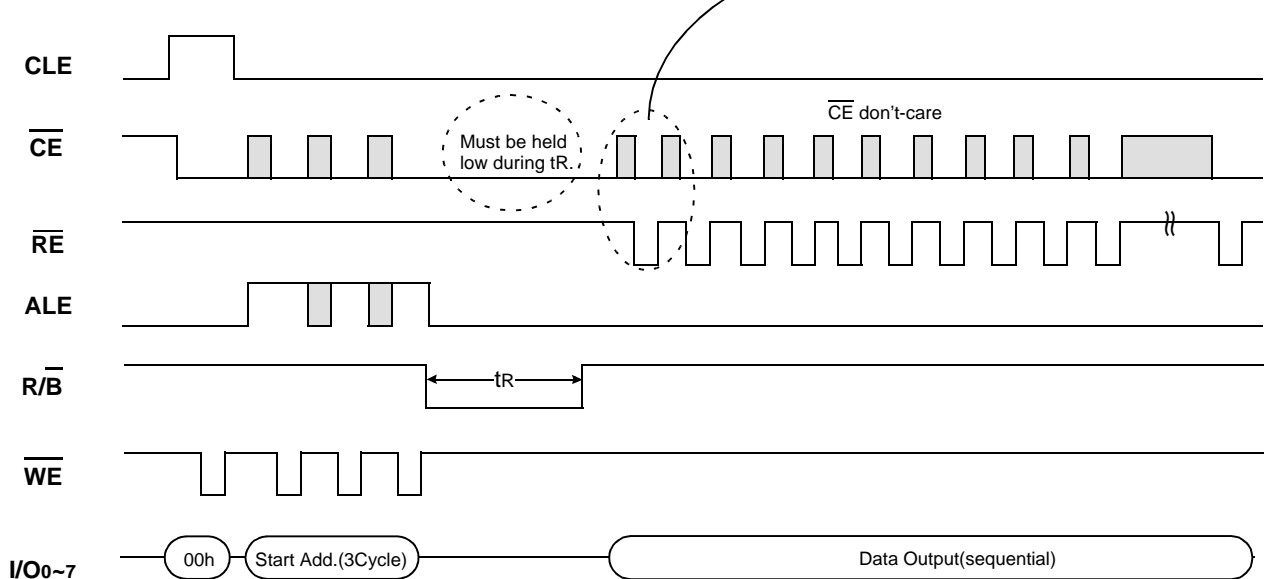 CLE
CE
CE don't-care
Must be held
low during tR.
RE
ALE
R/B
tR
WE
I/O0~7
00h
Start Add.(3Cycle)
Data Output(sequential)